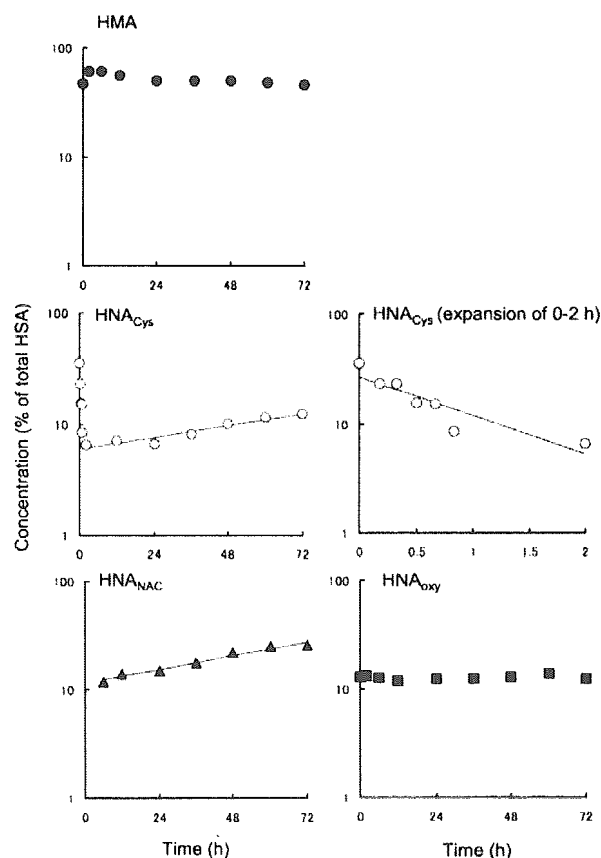 HMA
100
10
1
0 24 48 72
Concentration (% of total HSA)
HNACys
100
10
1
0 24 48 72
HNACys (expansion of 0-2 h)
100
10
1
0 0.5 1 1.5 2
HNANAC
100
10
1
0 24 48 72
Time (h)
HNAoxy
100
10
1
0 24 48 72
Time (h)